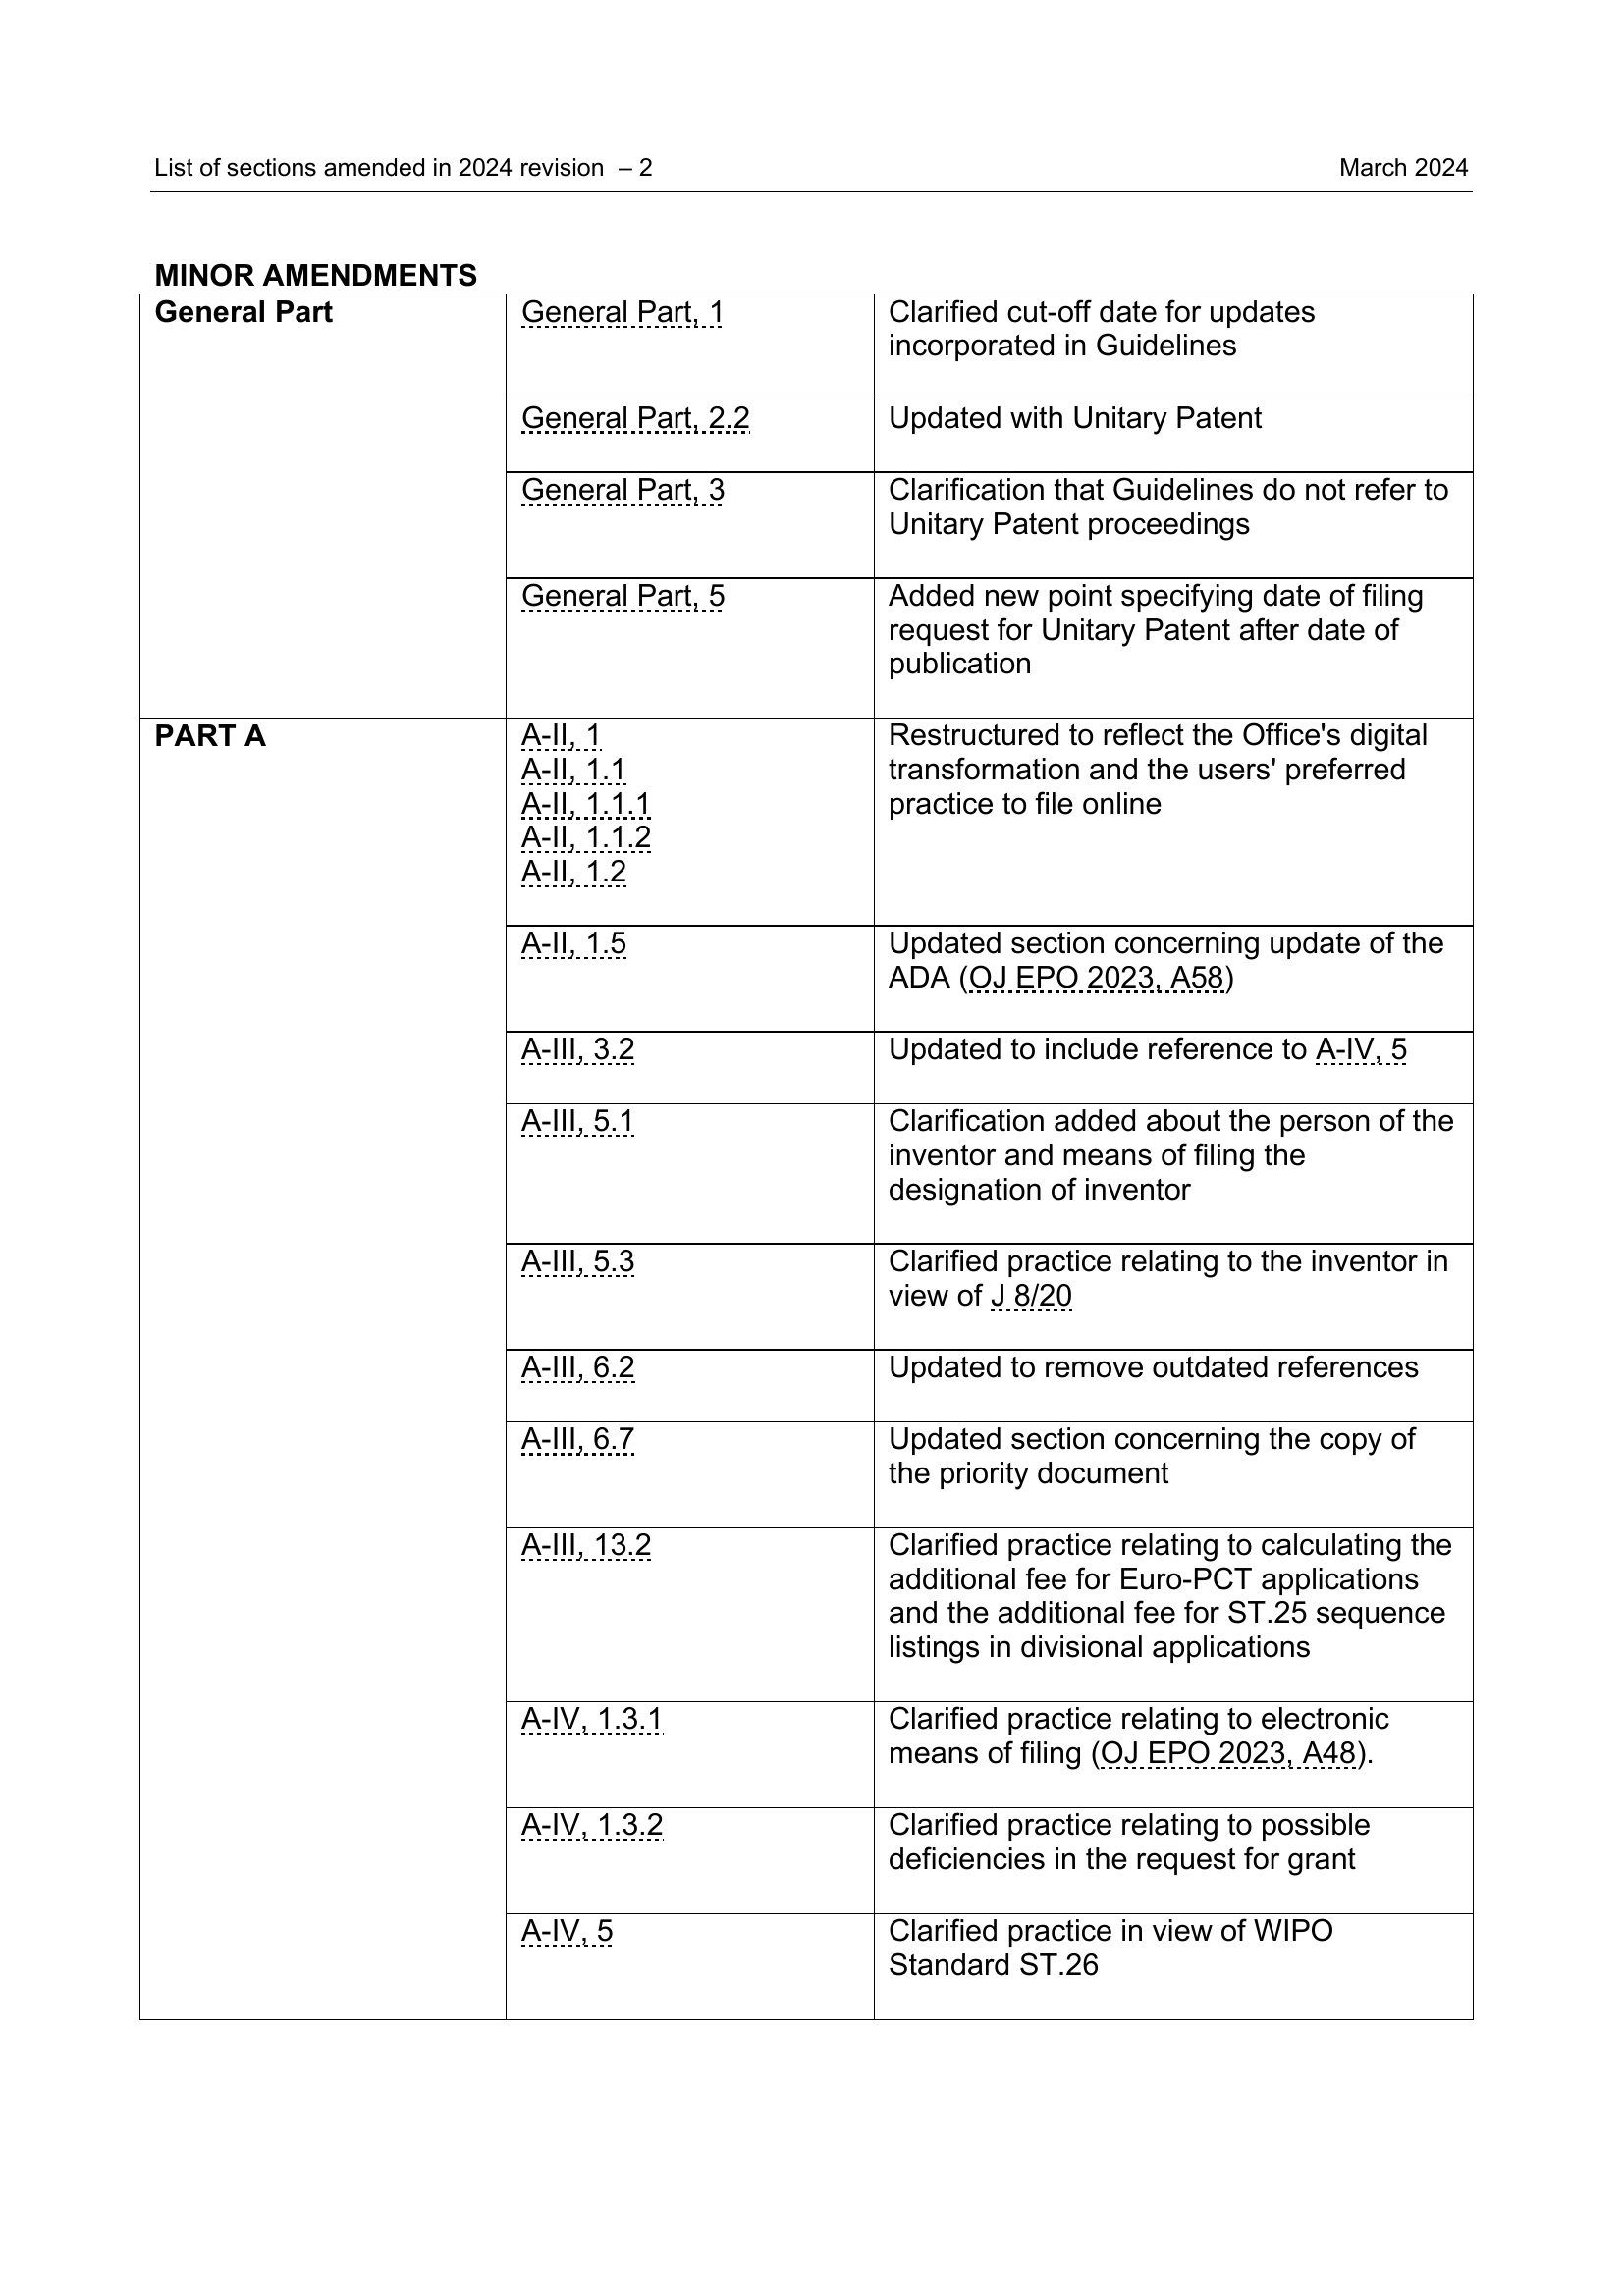 List of sections amended in 2024 revision – 2
March 2024
MINOR AMENDMENTS
General Part
General Part, 1
Clarified cut-off date for updates
incorporated in Guidelines
General Part, 2.2
Updated with Unitary Patent
General Part, 3
Clarification that Guidelines do not refer to
Unitary Patent proceedings
General Part, 5
Added new point specifying date of filing
request for Unitary Patent after date of
publication
PART A
A-II, 1
A-II, 1.1
A-II, 1.1.1
A-II, 1.1.2
A-II, 1.2
Restructured to reflect the Office's digital
transformation and the users' preferred
practice to file online
A-II, 1.5
Updated section concerning update of the
ADA (OJ EPO 2023, A58)
A-III, 3.2
Updated to include reference to A-IV, 5
A-III, 5.1
Clarification added about the person of the
inventor and means of filing the
designation of inventor
A-III, 5.3
Clarified practice relating to the inventor in
view of J 8/20
A-III, 6.2
Updated to remove outdated references
A-III, 6.7
Updated section concerning the copy of
the priority document
A-III, 13.2
Clarified practice relating to calculating the
additional fee for Euro-PCT applications
and the additional fee for ST.25 sequence
listings in divisional applications
A-IV, 1.3.1
Clarified practice relating to electronic
means of filing (OJ EPO 2023, A48).
A-IV, 1.3.2
Clarified practice relating to possible
deficiencies in the request for grant
A-IV, 5
Clarified practice in view of WIPO
Standard ST.26